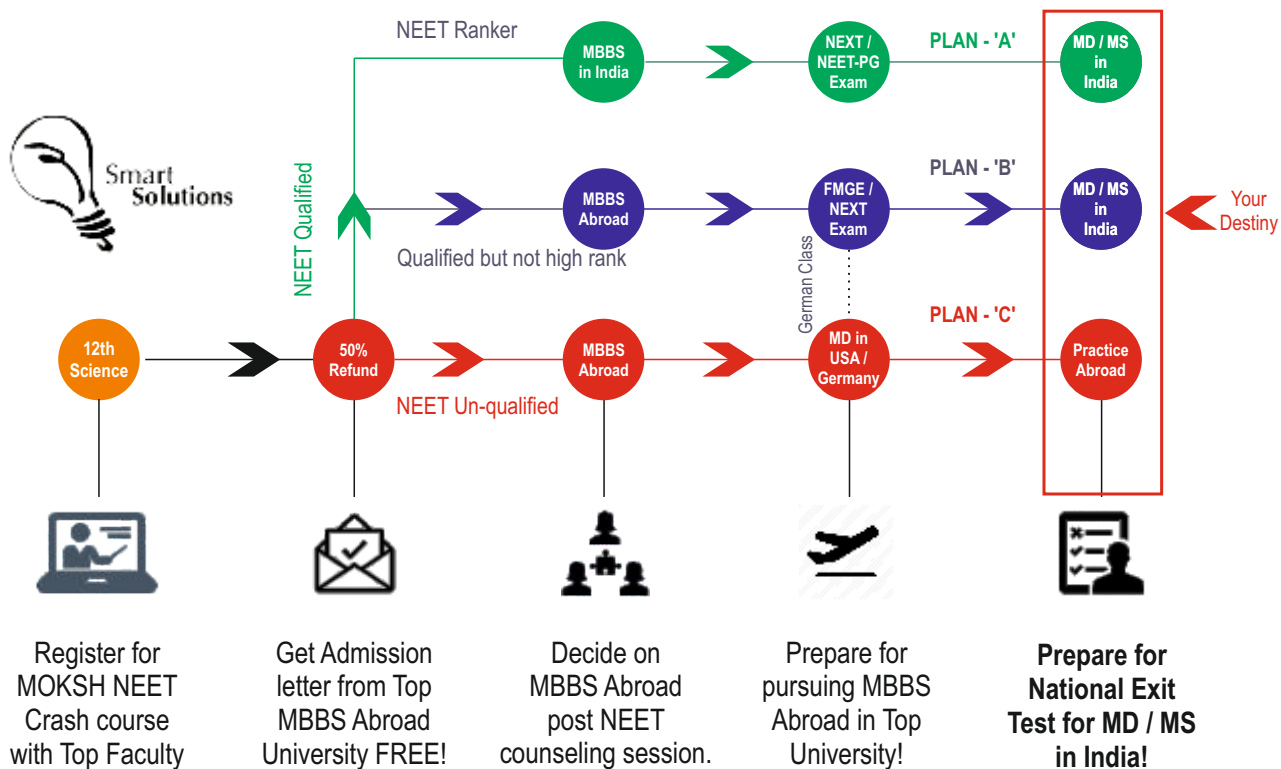 NEET Ranker
MBBS
in India
NEXT /
NEET-PG
Exam
PLAN - 'A'
MD / MS
in
India
Smart
Solutions
NEET Qualified
MBBS
Abroad
FMGE /
NEXT
Exam
PLAN - 'B'
MD / MS
in
India
Your
Destiny
Qualified but not high rank
German Class
12th
Science
50%
Refund
NEET Un-qualified
MBBS
Abroad
MD in
USA /
Germany
PLAN - 'C'
Practice
Abroad
Register for
MOKSH NEET
Crash course
with Top Faculty
Get Admission
letter from Top
MBBS Abroad
University FREE!
Decide on
MBBS Abroad
post NEET
counseling session.
Prepare for
pursuing MBBS
Abroad in Top
University!
Prepare for
National Exit
Test for MD / MS
in India!